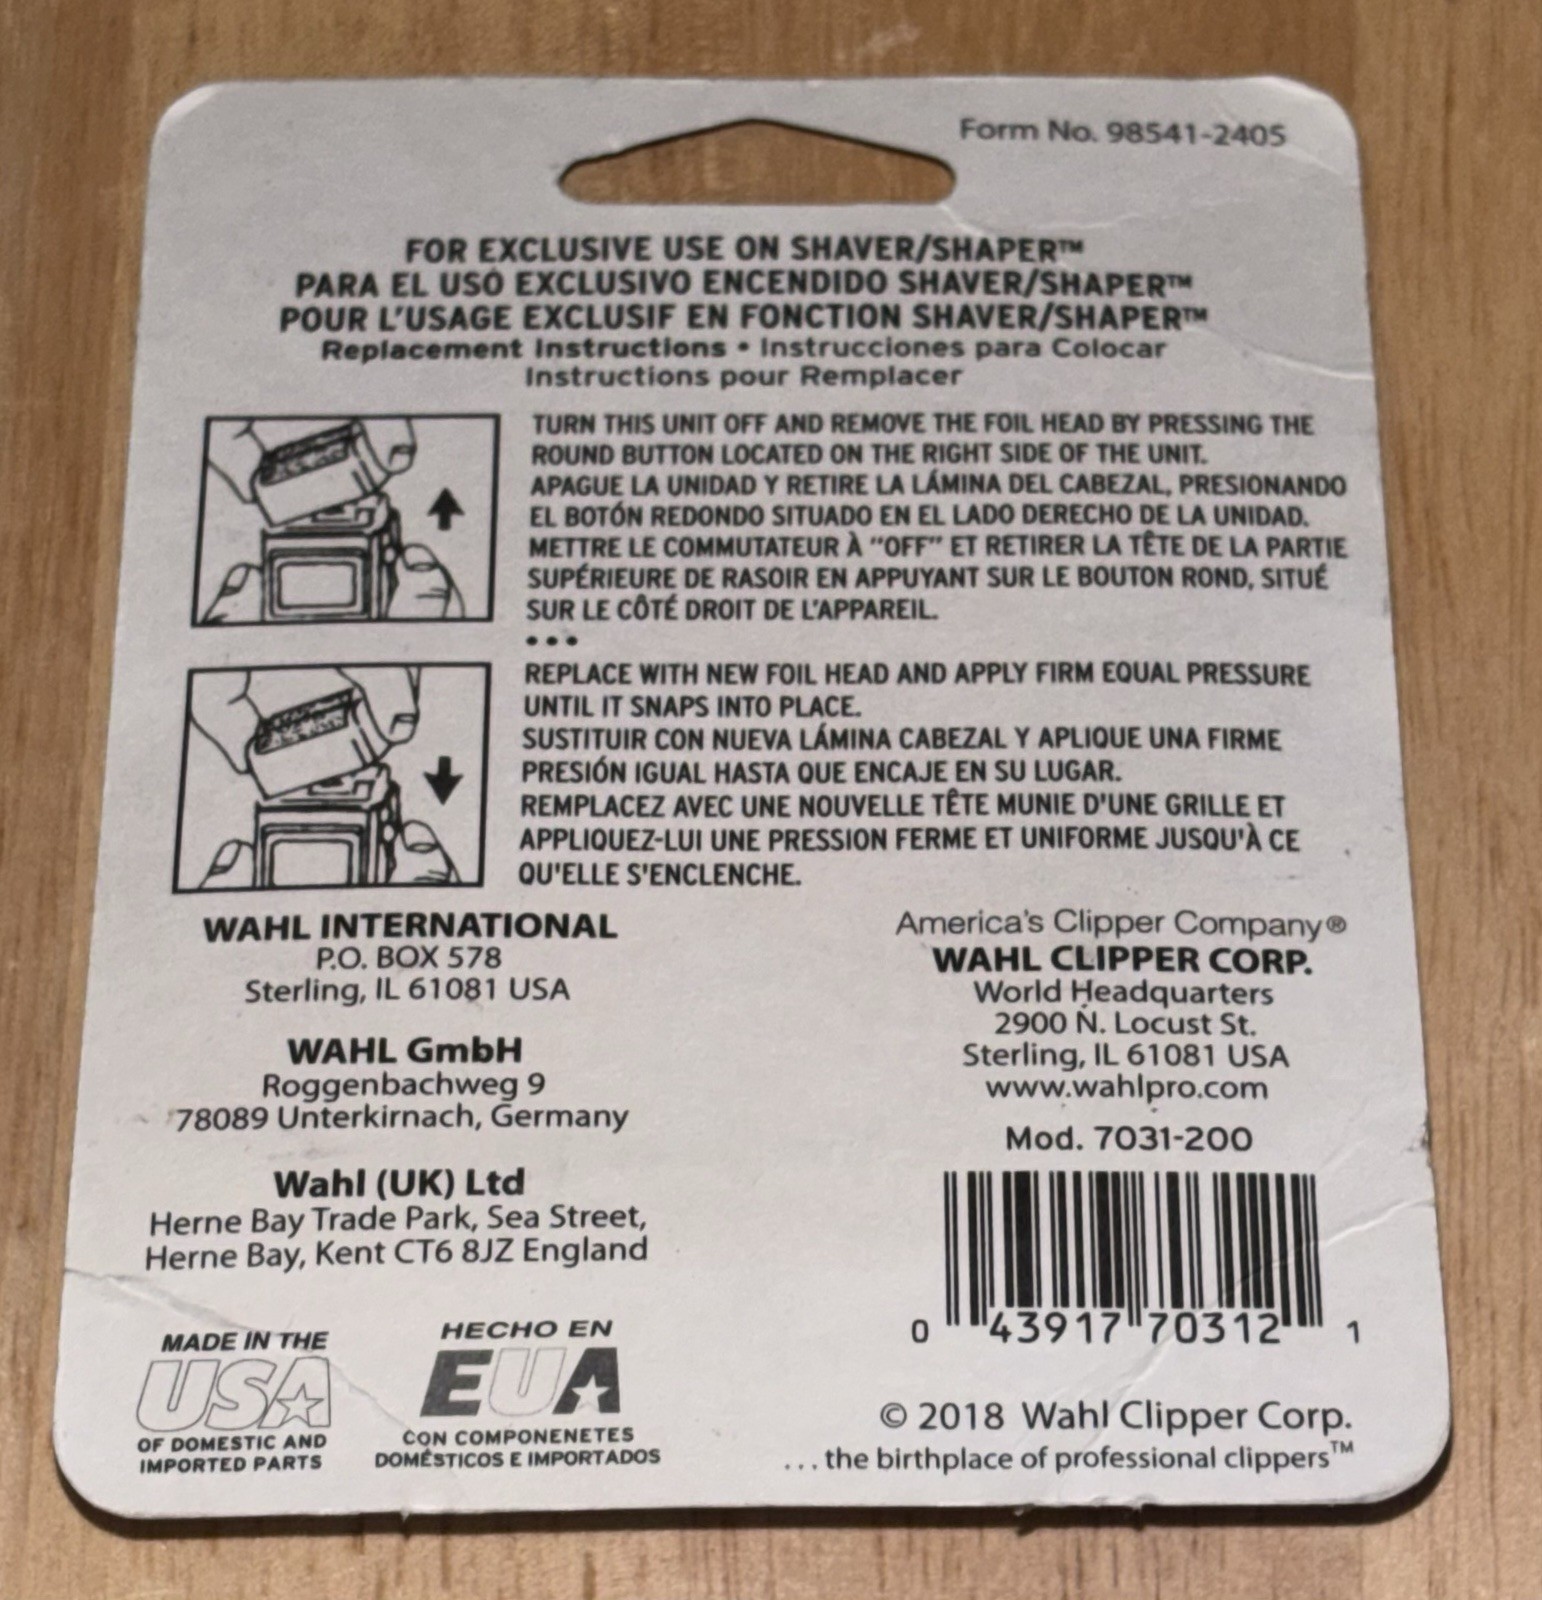 Form No. 98541-2405
FOR EXCLUSIVE USE ON SHAVER/SHAPER™
PARA EL USO EXCLUSIVO ENCENDIDO SHAVER/SHAPER™
POUR L'USAGE EXCLUSIF EN FONCTION SHAVER/SHAPER™
Replacement Instructions • Instrucciones para Colocar
Instructions pour Remplacer
TURN THIS UNIT OFF AND REMOVE THE FOIL HEAD BY PRESSING THE
ROUND BUTTON LOCATED ON THE RIGHT SIDE OF THE UNIT.
APAGUE LA UNIDAD Y RETIRE LA LÁMINA DEL CABEZAL, PRESIONANDO
EL BOTÓN REDONDO SITUADO EN EL LADO DERECHO DE LA UNIDAD.
METTRE LE COMMUTATEUR À "OFF" ET RETIRER LA TÊTE DE LA PARTIE
SUPÉRIEURE DE RASOIR EN APPUYANT SUR LE BOUTON ROND, SITUÉ
SUR LE CÔTÉ DROIT DE L'APPAREIL.
•••
REPLACE WITH NEW FOIL HEAD AND APPLY FIRM EQUAL PRESSURE
UNTIL IT SNAPS INTO PLACE.
SUSTITUIR CON NUEVA LÁMINA CABEZAL Y APLIQUE UNA FIRME
PRESIÓN IGUAL HASTA QUE ENCAJE EN SU LUGAR.
REMPLACEZ AVEC UNE NOUVELLE TÊTE MUNIE D'UNE GRILLE ET
APPLIQUEZ-LUI UNE PRESSION FERME ET UNIFORME JUSQU'À CE
QU'ELLE S'ENCLENCHE.
WAHL INTERNATIONAL
P.O. BOX 578
Sterling, IL 61081 USA
WAHL GmbH
Roggenbachweg 9
78089 Unterkirnach, Germany
Wahl (UK) Ltd
Herne Bay Trade Park, Sea Street,
Herne Bay, Kent CT6 8JZ England
MADE IN THE
USA
OF DOMESTIC AND
IMPORTED PARTS
HECHO EN
EUA
CON COMPONENETES
DOMÉSTICOS E IMPORTADOS
America's Clipper Company®
WAHL CLIPPER CORP.
World Headquarters
2900 N. Locust St.
Sterling, IL 61081 USA
www.wahlpro.com
Mod. 7031-200
0 43917 70312 1
© 2018 Wahl Clipper Corp.
...the birthplace of professional clippers™